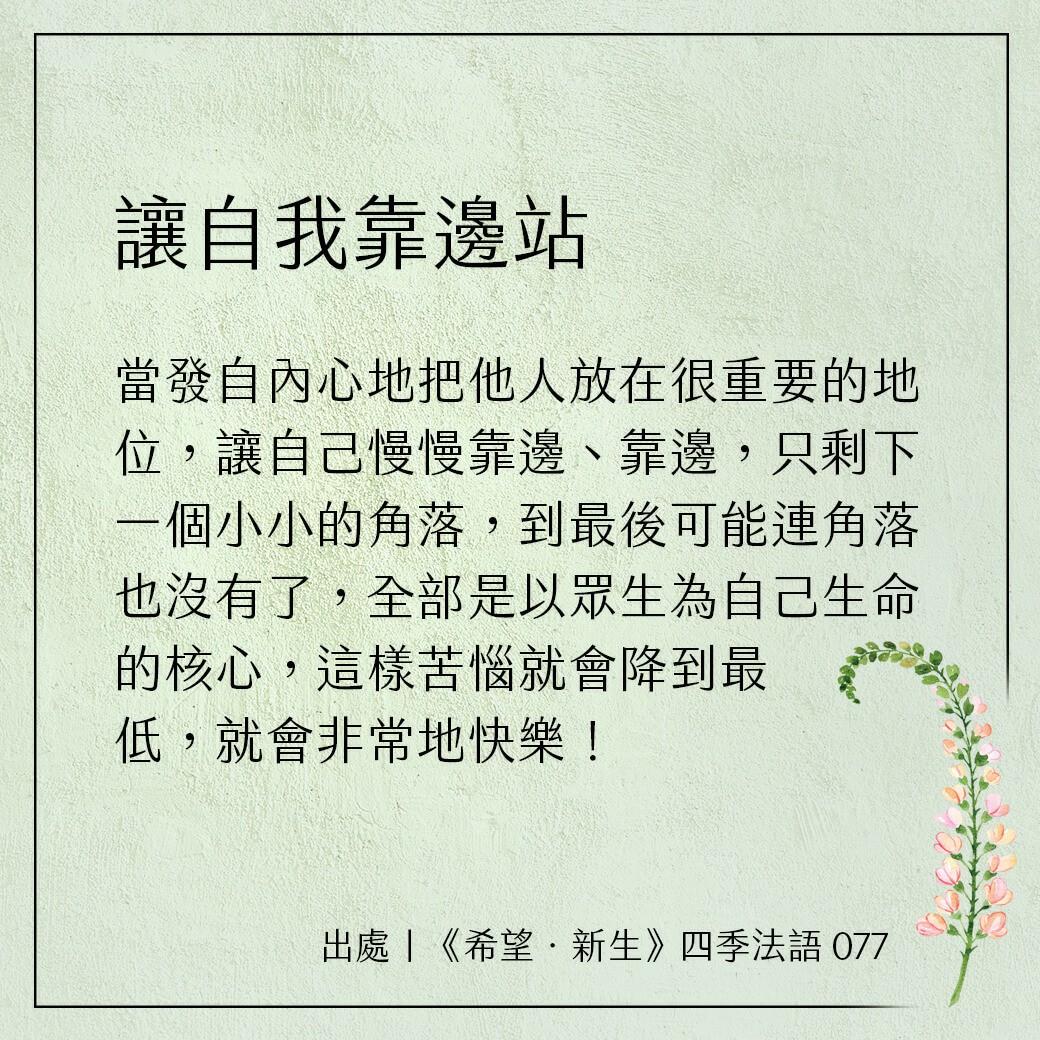 讓自我靠邊站
當發自內心地把他人放在很重要的地
位，讓自己慢慢靠邊、靠邊，只剩下
一個小小的角落，到最後可能連角落
也沒有了，全部是以眾生為自己生命
的核心，這樣苦惱就會降到最
低，就會非常地快樂！
出處｜《希望．新生》四季法語 077